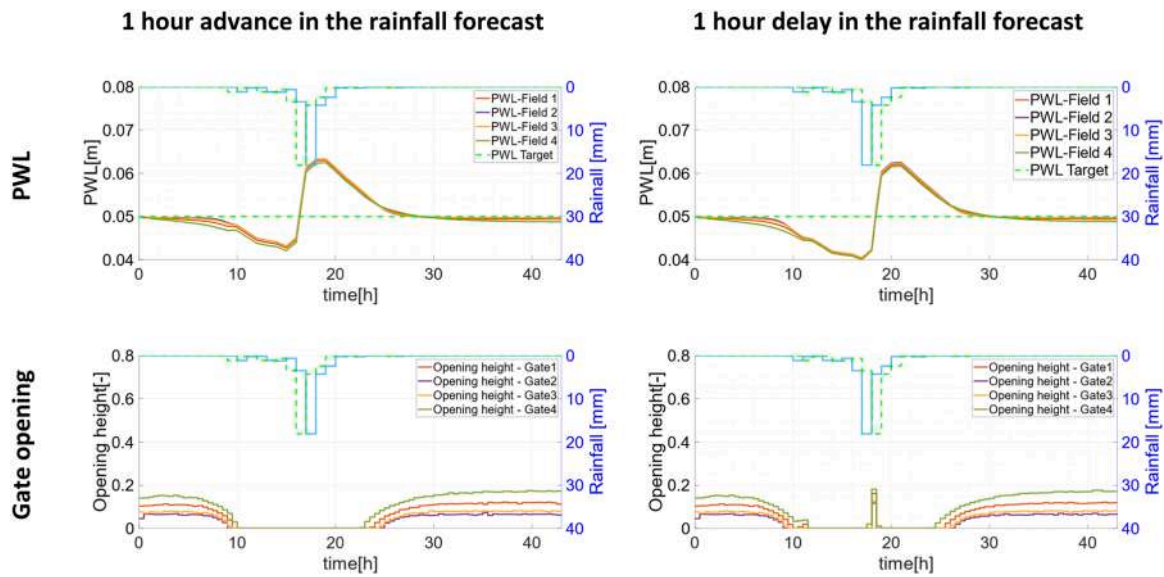 1 hour advance in the rainfall forecast
1 hour delay in the rainfall forecast
PWL
PWL[m]
0.08
0.07
0.06
0.05
0.04
0
10
20
30
40
time[h]
0
10
20
30
40
Rainall [mm]
PWL-Field 1
PWL-Field 2
PWL-Field 3
PWL-Field 4
PWL Target
PWL[m]
0.08
0.07
0.06
0.05
0.04
0
10
20
30
40
time[h]
0
10
20
30
40
Rainfall [mm]
PWL-Field 1
PWL-Field 2
PWL-Field 3
PWL-Field 4
PWL Target
Gate opening
Opening height[-]
0.8
0.6
0.4
0.2
0
0
10
20
30
40
time[h]
0
10
20
30
40
Rainfall [mm]
Opening height - Gate1
Opening height - Gate2
Opening height - Gate3
Opening height - Gate4
Opening height[-]
0.8
0.6
0.4
0.2
0
0
10
20
30
40
time[h]
0
10
20
30
40
Rainfall [mm]
Opening height - Gate1
Opening height - Gate2
Opening height - Gate3
Opening height - Gate4